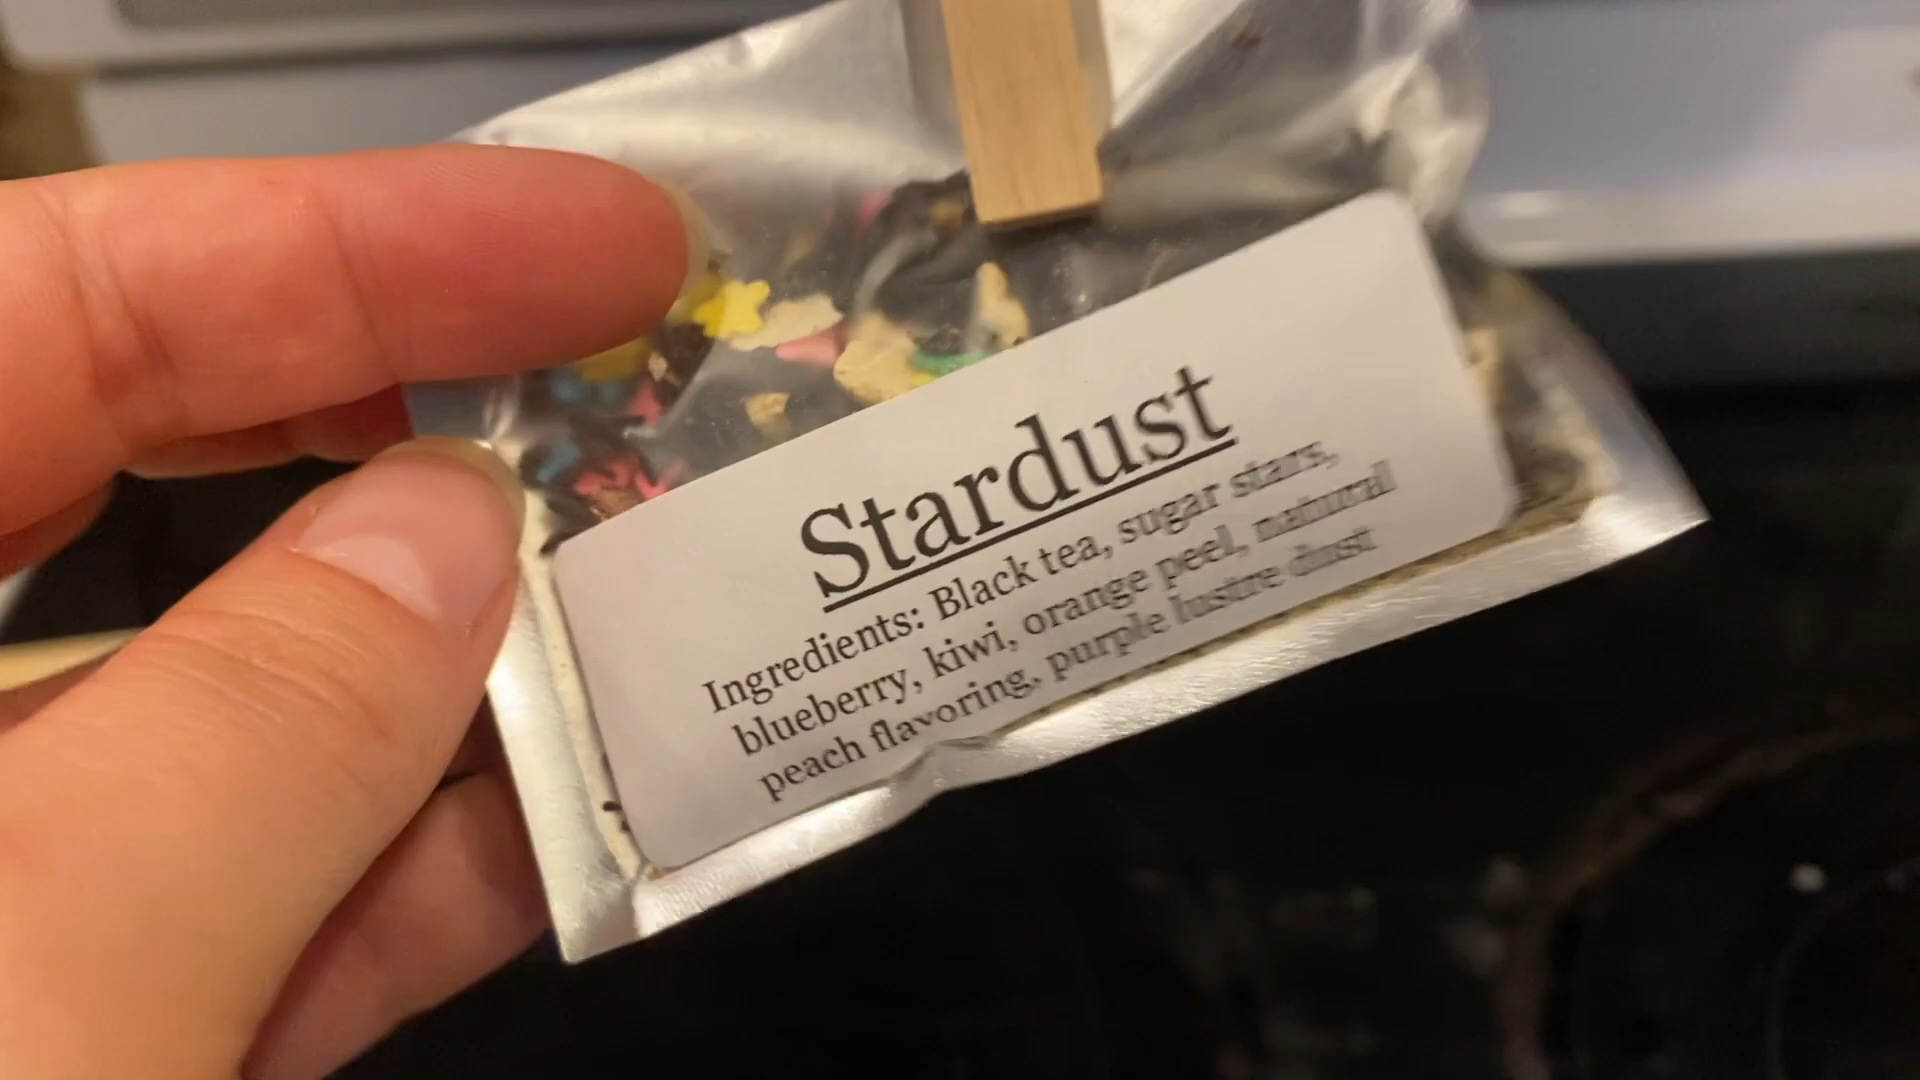 Stardust
Ingredients: Black tea, sugar stars,
blueberry, kiwi, orange peel, natural
peach flavoring, purple lustre dust